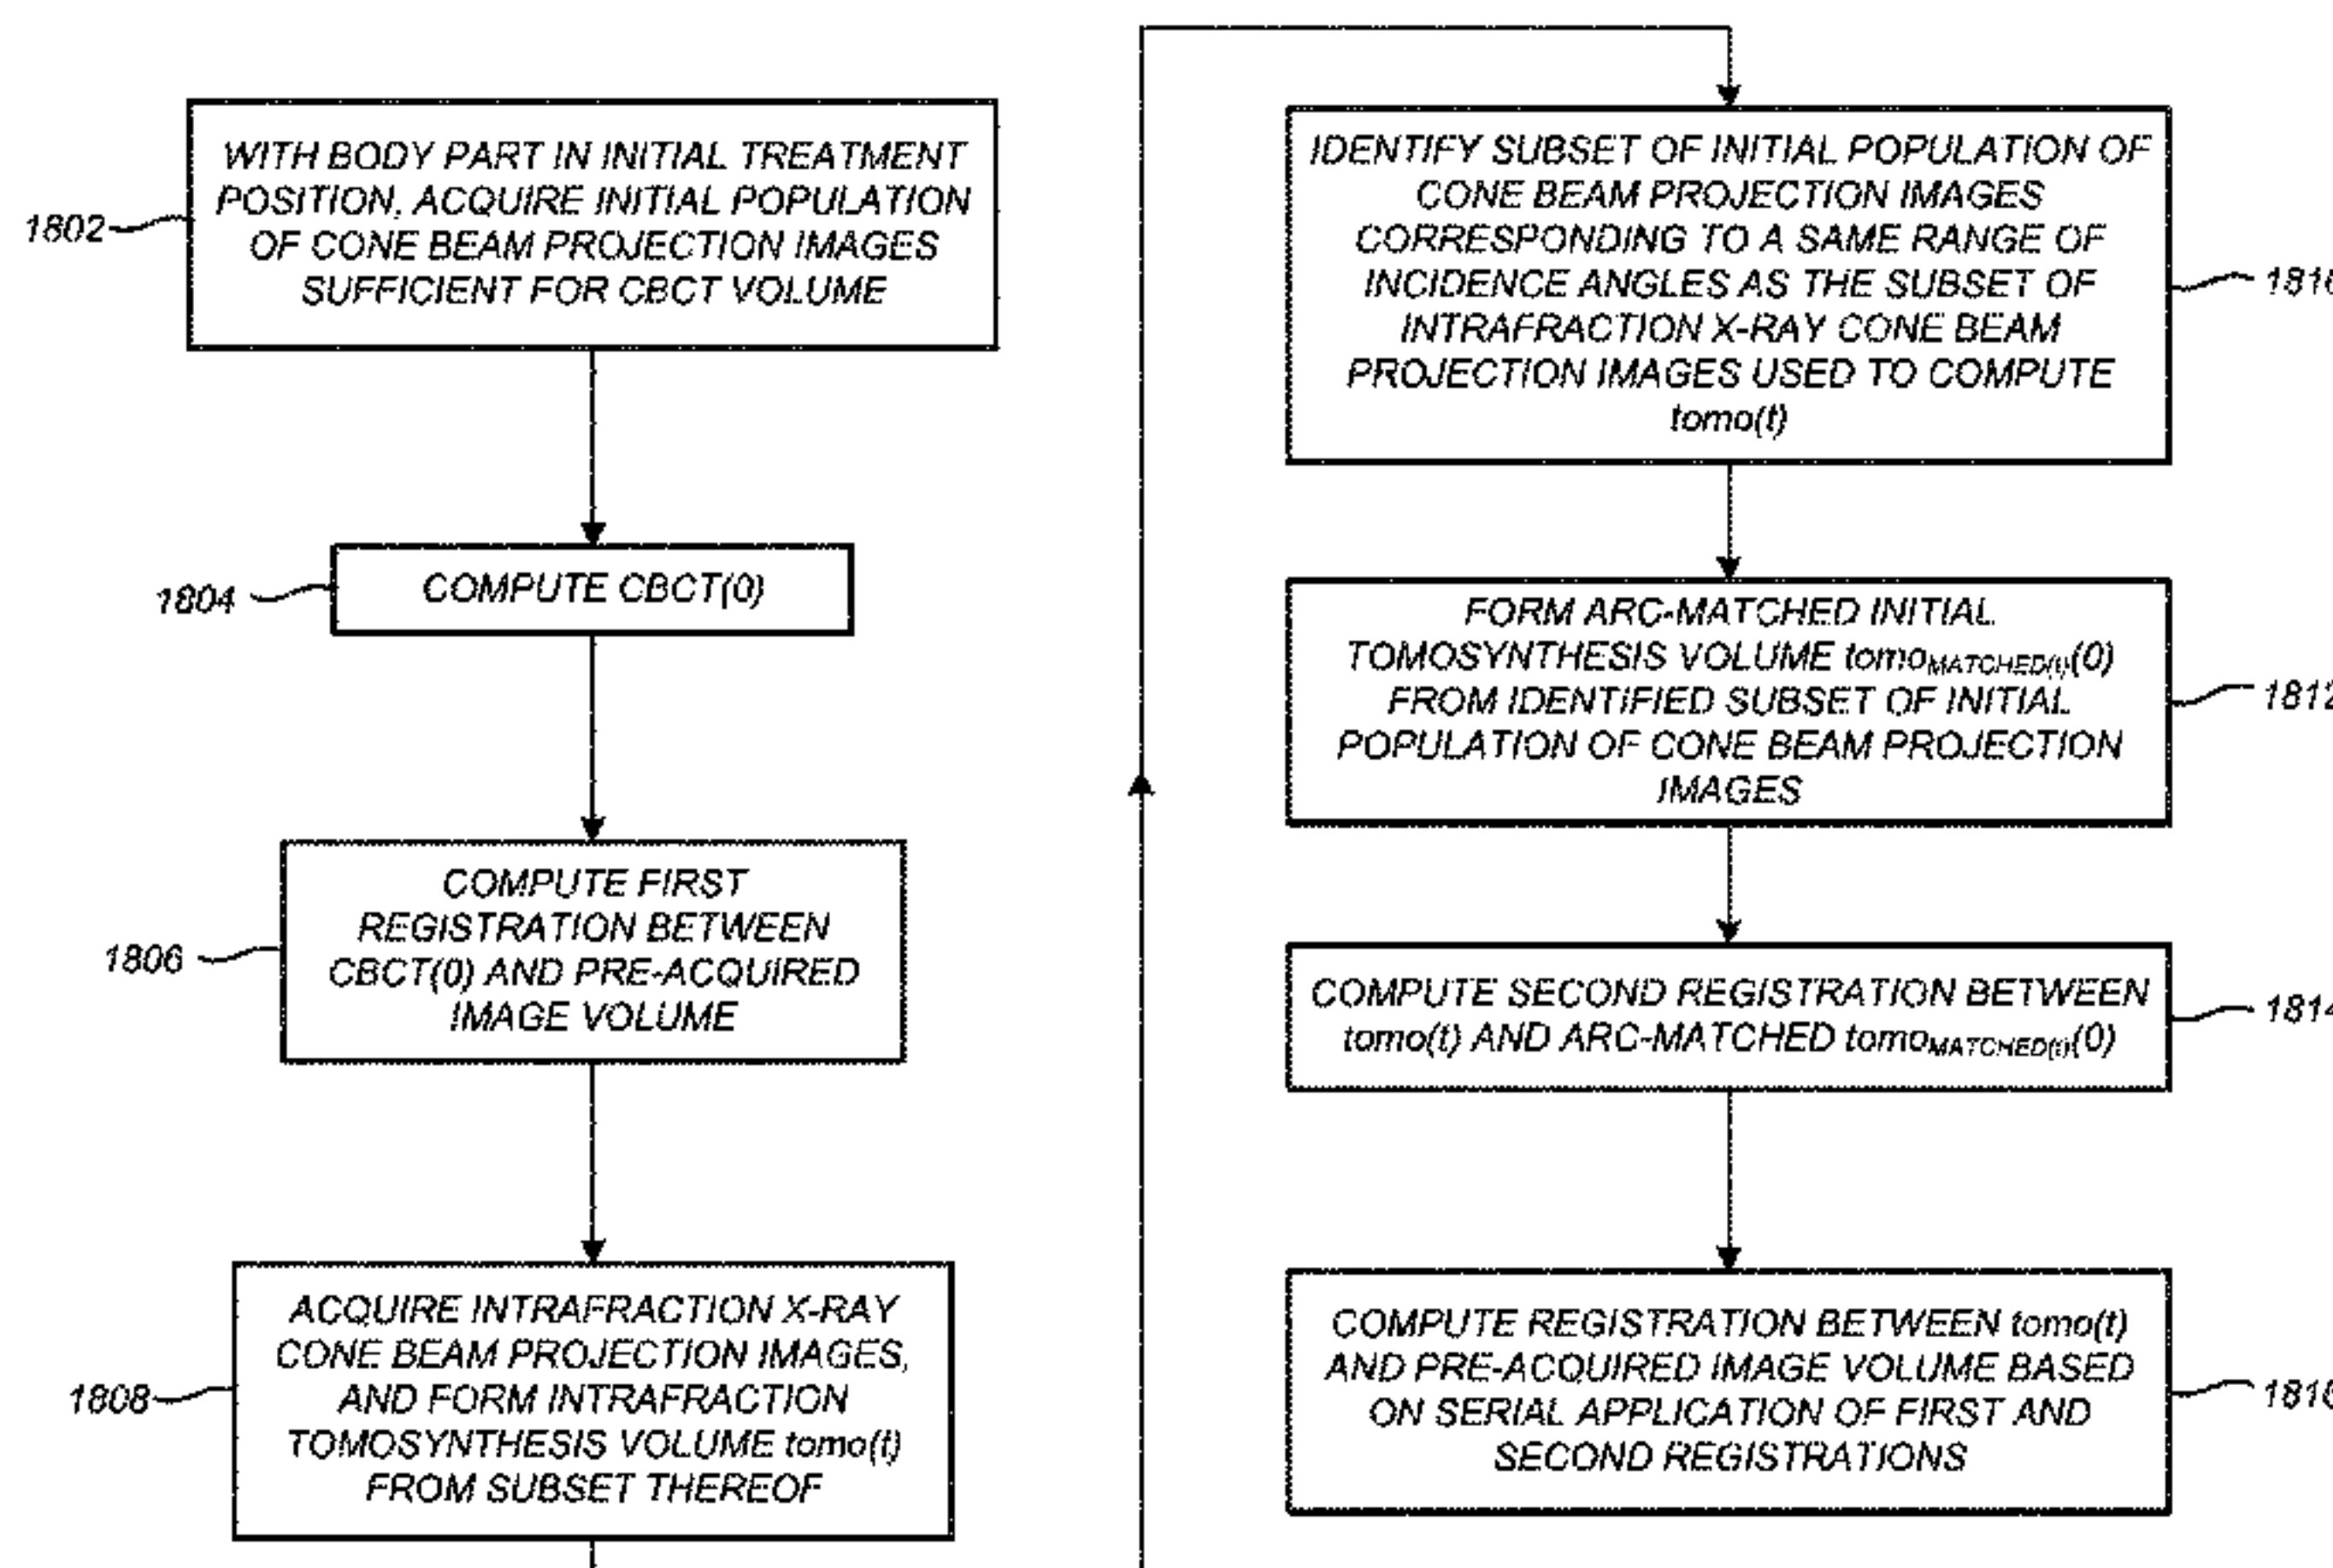 1802
WITH BODY PART IN INITIAL TREATMENT
POSITION, ACQUIRE INITIAL POPULATION
OF CONE BEAM PROJECTION IMAGES
SUFFICIENT FOR CBCT VOLUME
1804
COMPUTE CBCT(0)
1806
COMPUTE FIRST
REGISTRATION BETWEEN
CBCT(0) AND PRE-ACQUIRED
IMAGE VOLUME
1808
ACQUIRE INTRAFRACTION X-RAY
CONE BEAM PROJECTION IMAGES,
AND FORM INTRAFRACTION
TOMOSYNTHESIS VOLUME tomo(t)
FROM SUBSET THEREOF
IDENTIFY SUBSET OF INITIAL POPULATION OF
CONE BEAM PROJECTION IMAGES
CORRESPONDING TO A SAME RANGE OF
INCIDENCE ANGLES AS THE SUBSET OF
INTRAFRACTION X-RAY CONE BEAM
PROJECTION IMAGES USED TO COMPUTE
tomo(t)
FORM ARC-MATCHED INITIAL
TOMOSYNTHESIS VOLUME tomoMATCHED(t)(0)
FROM IDENTIFIED SUBSET OF INITIAL
POPULATION OF CONE BEAM PROJECTION
IMAGES
1812
COMPUTE SECOND REGISTRATION BETWEEN
tomo(t) AND ARC-MATCHED tomoMATCHED(t)(0)
1814
COMPUTE REGISTRATION BETWEEN tomo(t)
AND PRE-ACQUIRED IMAGE VOLUME BASED
ON SERIAL APPLICATION OF FIRST AND
SECOND REGISTRATIONS